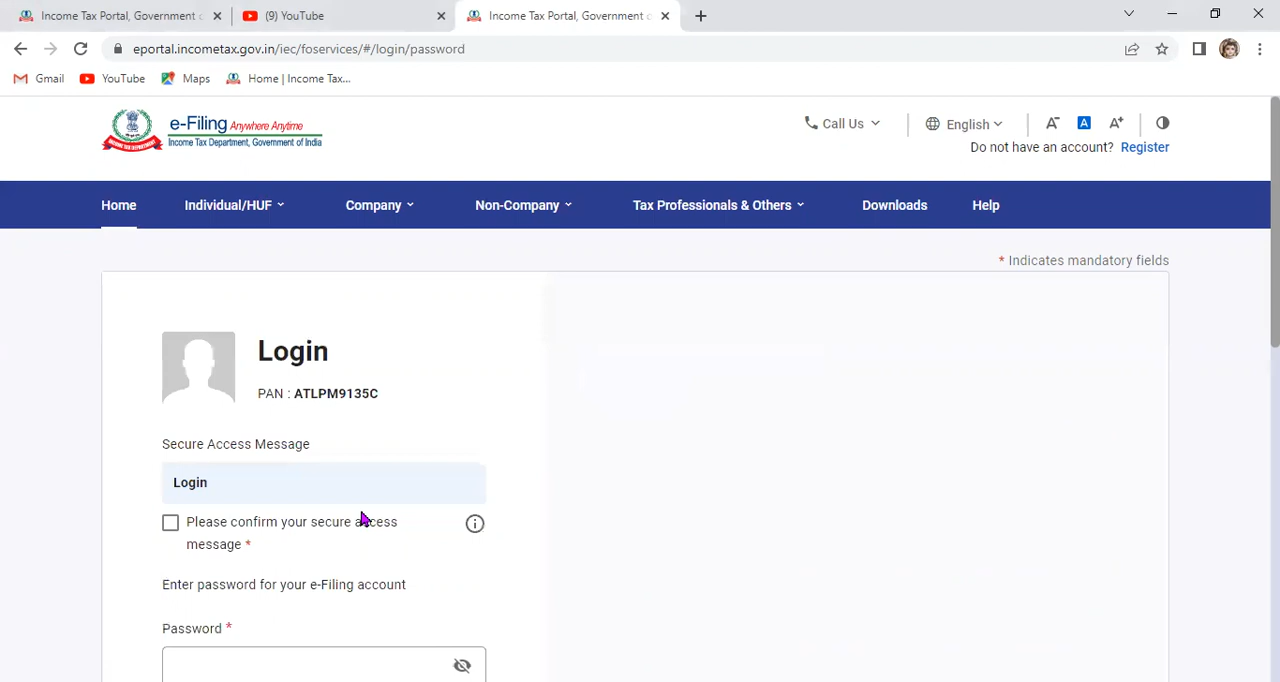 Income Tax Portal, Government o
(9) YouTube
Income Tax Portal, Government o
eportal.incometax.gov.in/iec/foservices/#/login/password
Gmail
YouTube
Maps
Home | Income Tax...
e-Filing Anywhere Anytime
Income Tax Department, Government of India
Call Us
English
A-
A
A+
Do not have an account? Register
Home
Individual/HUF
Company
Non-Company
Tax Professionals & Others
Downloads
Help
* Indicates mandatory fields
Login
PAN : ATLPM9135C
Secure Access Message
Login
Please confirm your secure access
message *
Enter password for your e-Filing account
Password *